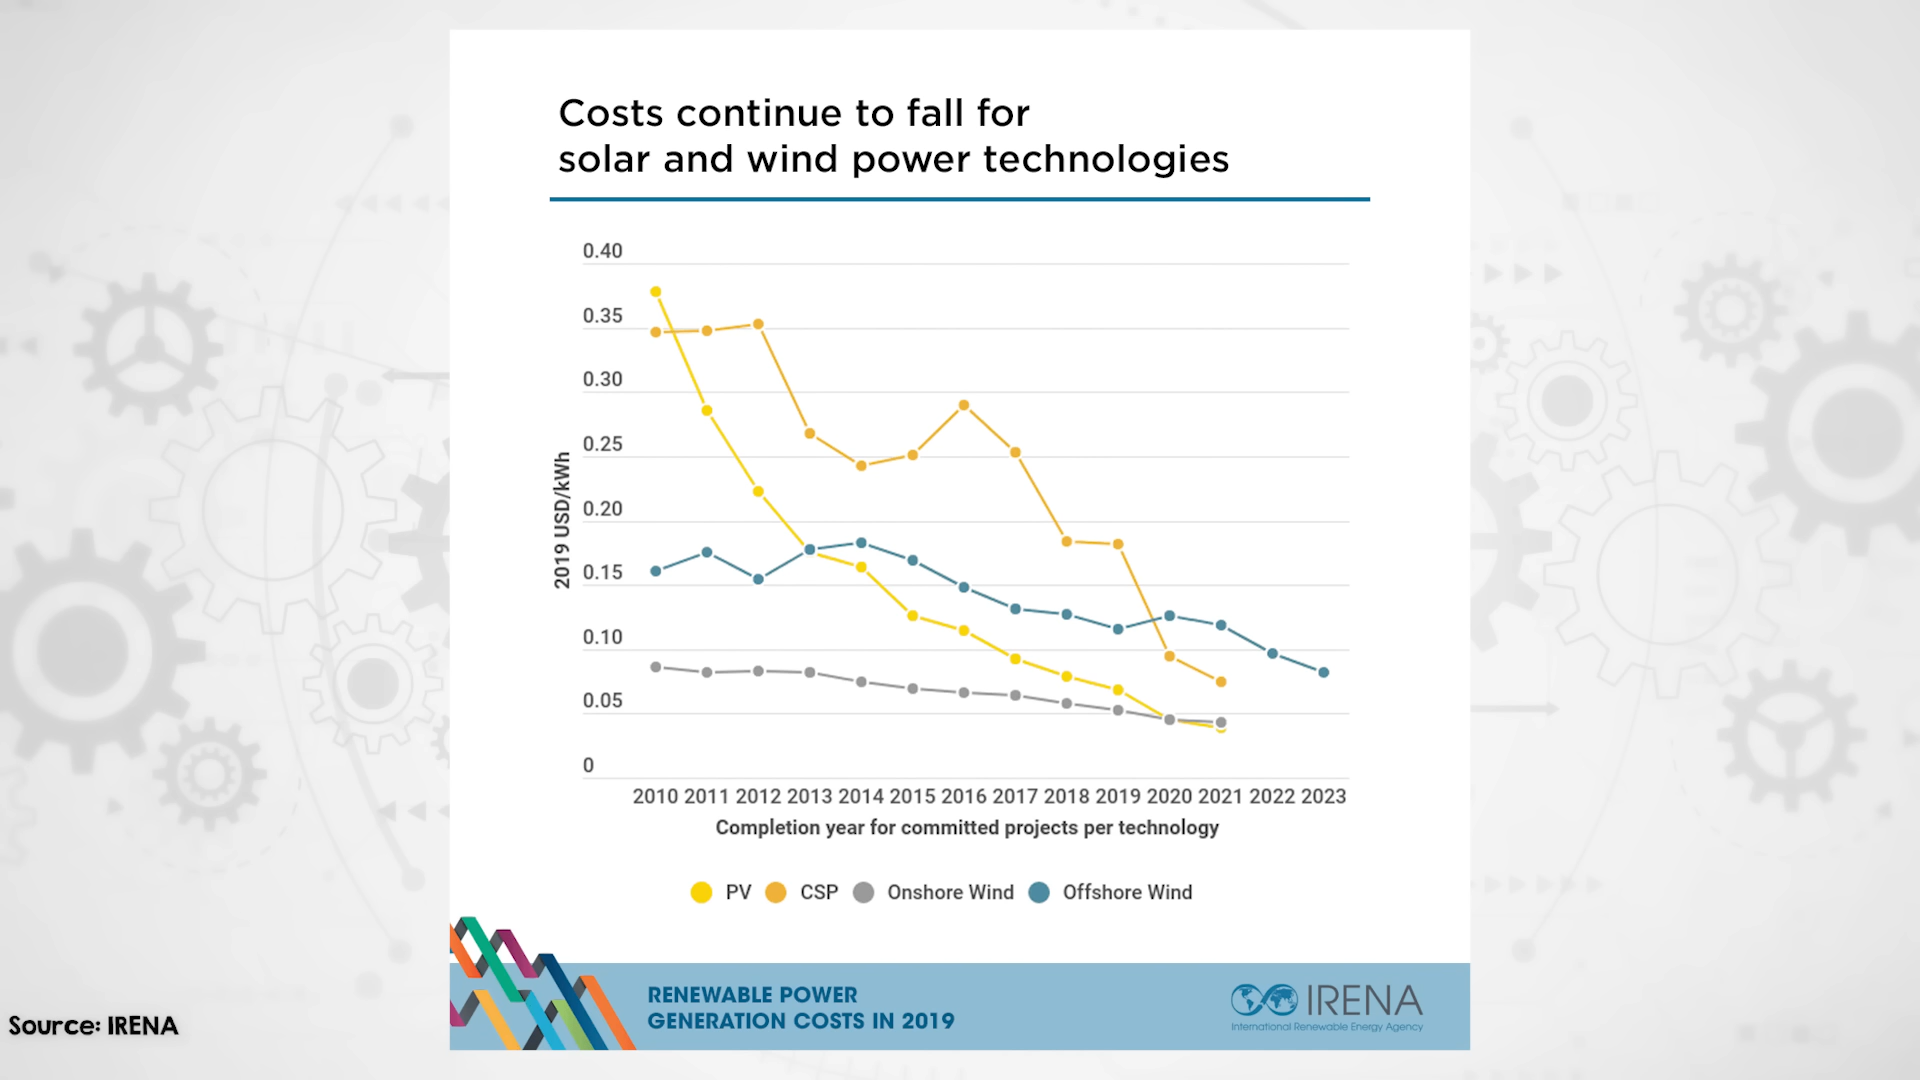 Costs continue to fall for
solar and wind power technologies
0.40
0.35
0.30
0.25
0.20
0.15
0.10
0.05
0
2019 USD/kWh
2010 2011 2012 2013 2014 2015 2016 2017 2018 2019 2020 2021 2022 2023
Completion year for committed projects per technology
PV CSP Onshore Wind Offshore Wind
RENEWABLE POWER
GENERATION COSTS IN 2019
IRENA
International Renewable Energy Agency
Source: IRENA